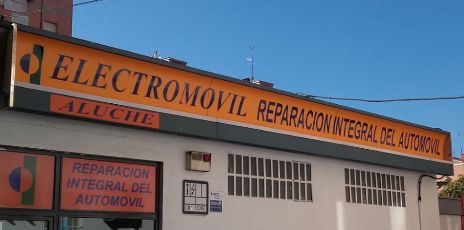 ELECTROMOVIL REPARACION INTEGRAL DEL AUTOMOVIL
ALUCHE
REPARACION
INTEGRAL DEL
AUTOMOVIL